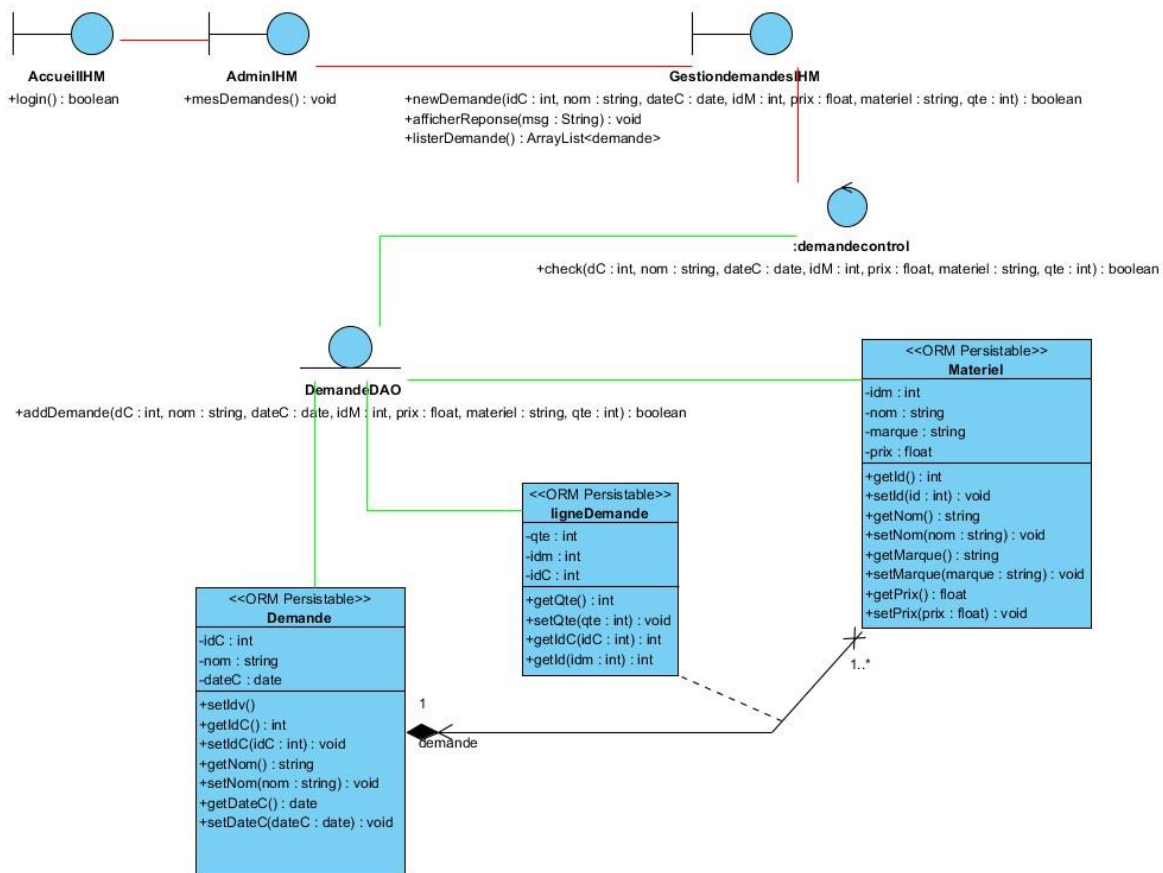 AccueilIHM
+login() : boolean
AdminIHM
+mesDemandes() : void
GestiondemandesIHM
+newDemande(idC : int, nom : string, dateC : date, idM : int, prix : float, materiel : string, qte : int) : boolean
+afficherReponse(msg : String) : void
+listerDemande() : ArrayList<demande>
:demandecontrol
+check(dC : int, nom : string, dateC : date, idM : int, prix : float, materiel : string, qte : int) : boolean
DemandeDAO
+addDemande(dC : int, nom : string, dateC : date, idM : int, prix : float, materiel : string, qte : int) : boolean
<<ORM Persistable>>
Materiel
-idm : int
-nom : string
-marque : string
-prix : float
+getId() : int
+setId(id : int) : void
+getNom() : string
+setNom(nom : string) : void
+getMarque() : string
+setMarque(marque : string) : void
+getPrix() : float
+setPrix(prix : float) : void
<<ORM Persistable>>
ligneDemande
-qte : int
-idm : int
-idC : int
+getQte() : int
+setQte(qte : int) : void
+getIdC(idC : int) : int
+getId(idm : int) : int
<<ORM Persistable>>
Demande
-idC : int
-nom : string
-dateC : date
+setIdv()
+getIdC() : int
+setIdC(idC : int) : void
+getNom() : string
+setNom(nom : string) : void
+getDateC() : date
+setDateC(dateC : date) : void
1
demande
1..*